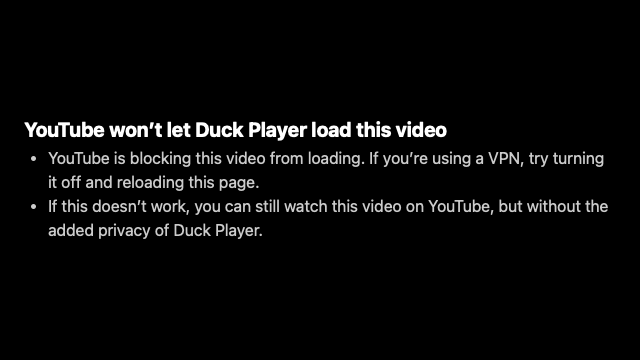 YouTube won’t let Duck Player load this video
• YouTube is blocking this video from loading. If you’re using a VPN, try turning
it off and reloading this page.
• If this doesn’t work, you can still watch this video on YouTube, but without the
added privacy of Duck Player.